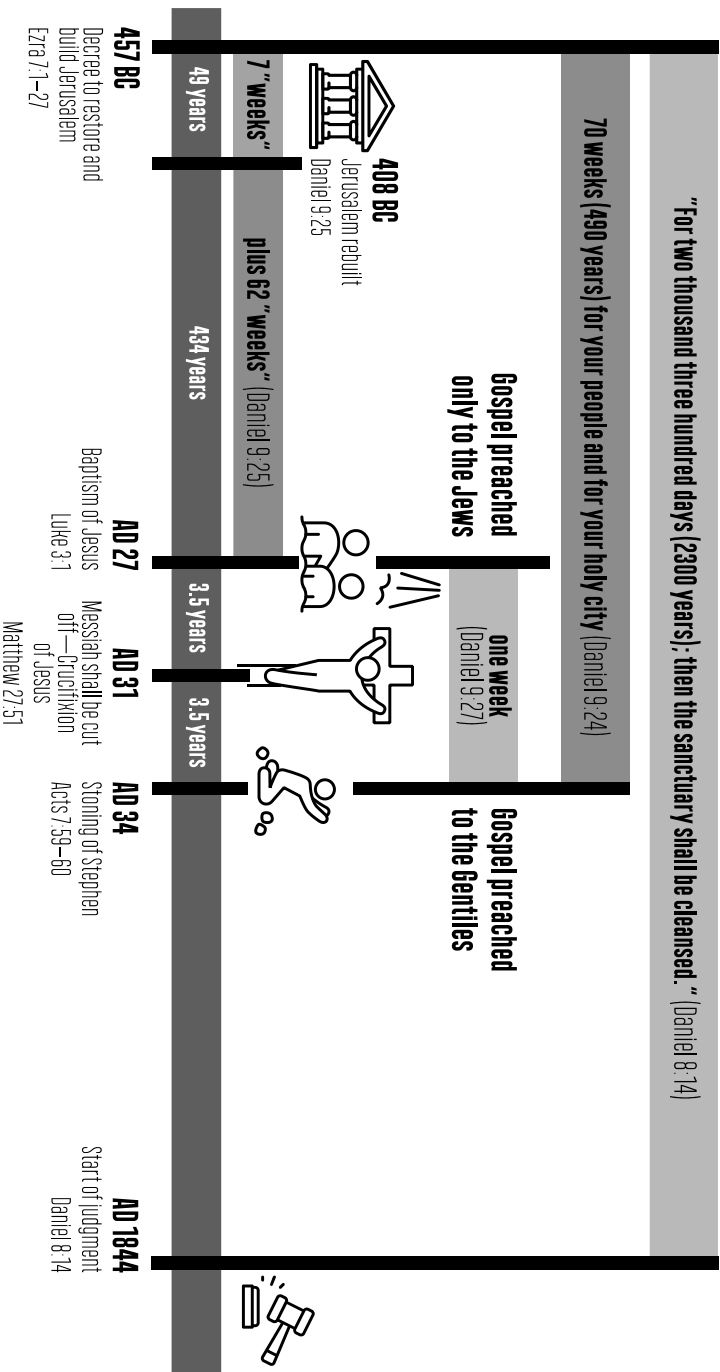 "For two thousand three hundred days (2300 years); then the sanctuary shall be cleansed." (Daniel 8:14)
70 weeks (490 years) for your people and for your holy city (Daniel 9:24)
Gospel preached
only to the Jews
one week
(Daniel 9:27)
Gospel preached
to the Gentiles
408 BC
Jerusalem rebuilt
Daniel 9:25
7 "weeks"
plus 62 "weeks" (Daniel 9:25)
49 years
434 years
3.5 years
3.5 years
457 BC
Decree to restore and
build Jerusalem
Ezra 7:1–27
AD 27
Baptism of Jesus
Luke 3:1
AD 31
Messiah shall be cut
off—Crucifixion
of Jesus
Matthew 27:51
AD 34
Stoning of Stephen
Acts 7:59–60
AD 1844
Start of judgment
Daniel 8:14